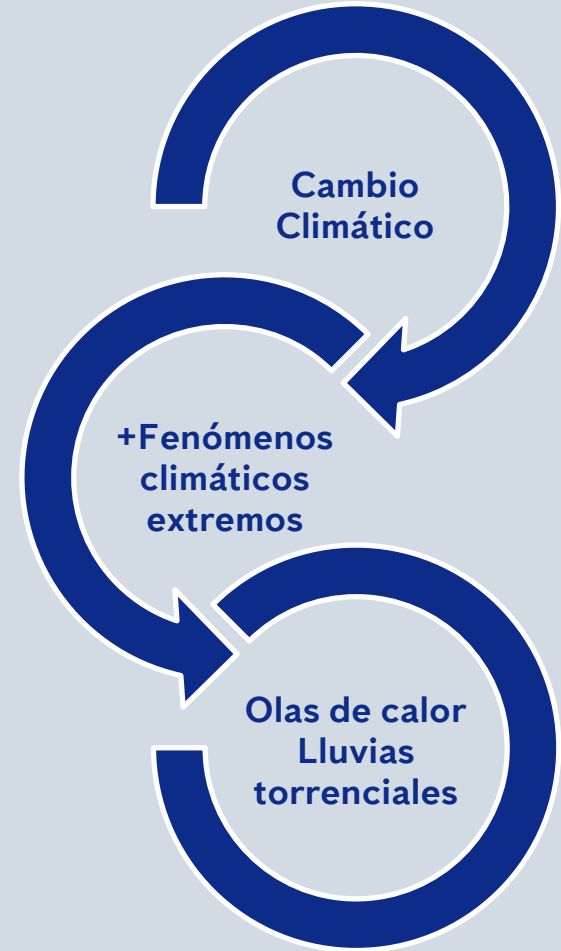 Cambio
Climático
+Fenómenos
climáticos
extremos
Olas de calor
Lluvias
torrenciales